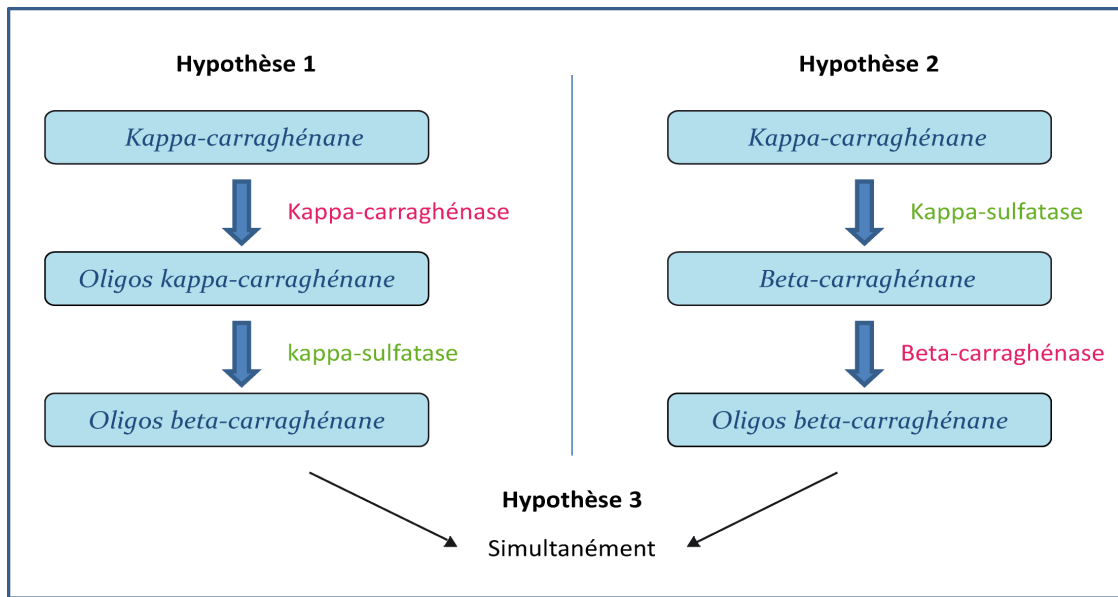 Hypothèse 1
Kappa-carraghénane
Kappa-carraghénase
Oligos kappa-carraghénane
kappa-sulfatase
Oligos beta-carraghénane
Hypothèse 2
Kappa-carraghénane
Kappa-sulfatase
Beta-carraghénane
Beta-carraghénase
Oligos beta-carraghénane
Hypothèse 3
Simultanément